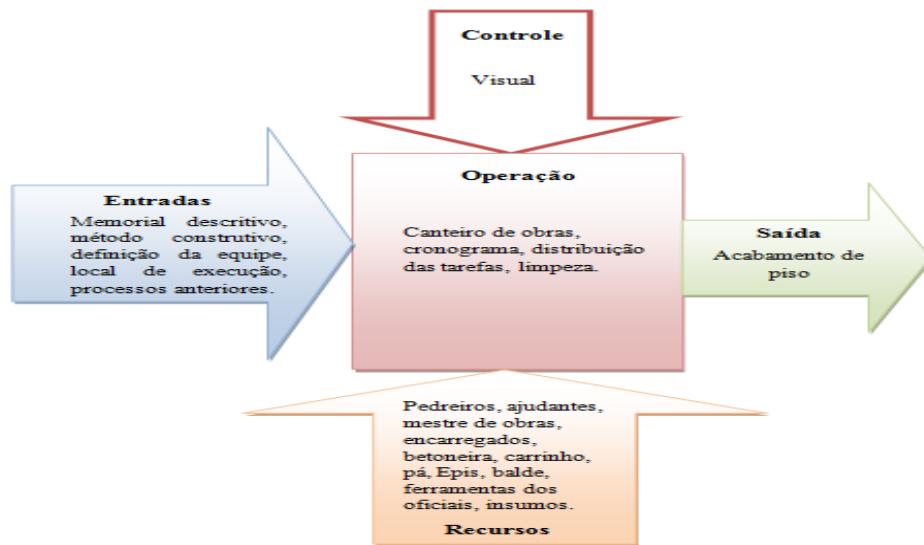 Controle
Visual
Entradas
Memorial descritivo,
método construtivo,
definição da equipe,
local de execução,
processos anteriores.
Operação
Canteiro de obras,
cronograma, distribuição
das tarefas, limpeza.
Saída
Acabamento de
piso
Pedreiros, ajudantes,
mestre de obras,
encarregados,
betoneira, carrinho,
pá, Epis, balde,
ferramentas dos
oficiais, insumos.
Recursos